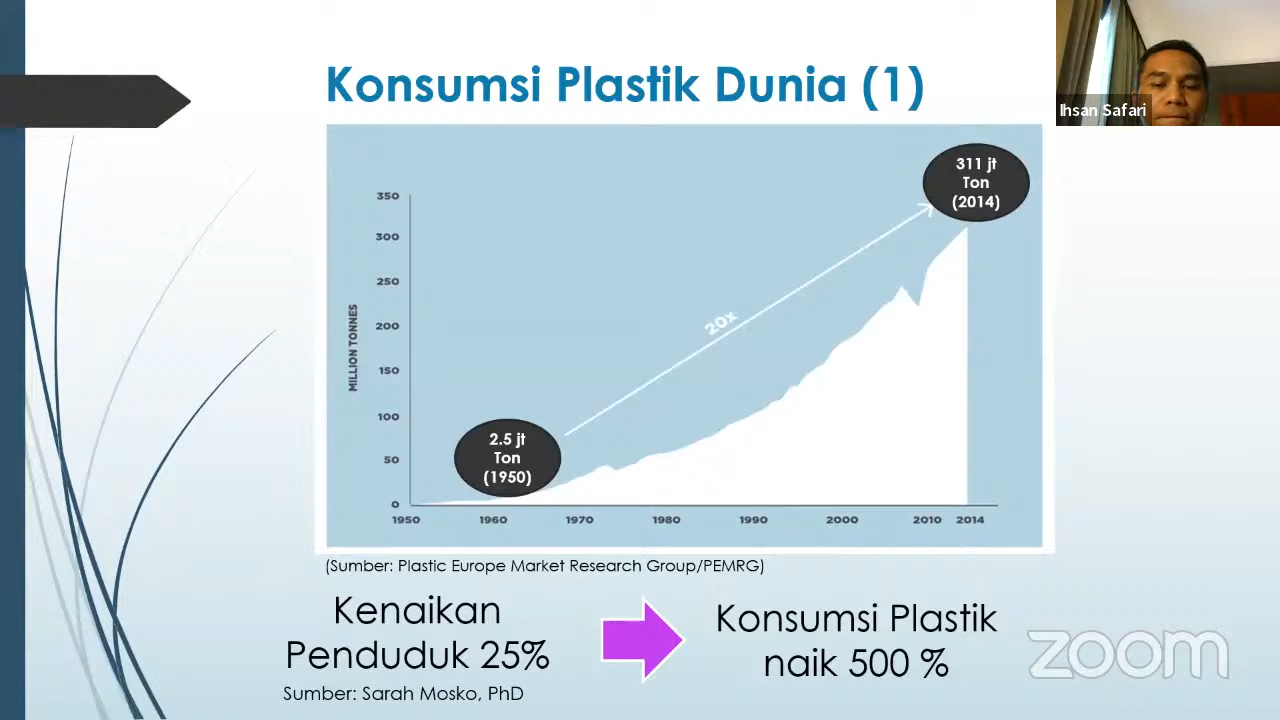 Konsumsi Plastik Dunia (1)
Ihsan Safari
311 jt
Ton
(2014)
350
300
250
200
150
100
50
0
MILLION TONNES
20x
2.5 jt
Ton
(1950)
1950 1960 1970 1980 1990 2000 2010 2014
(Sumber: Plastic Europe Market Research Group/PEMRG)
Kenaikan
Penduduk 25%
Sumber: Sarah Mosko, PhD
Konsumsi Plastik
naik 500 %
zoom